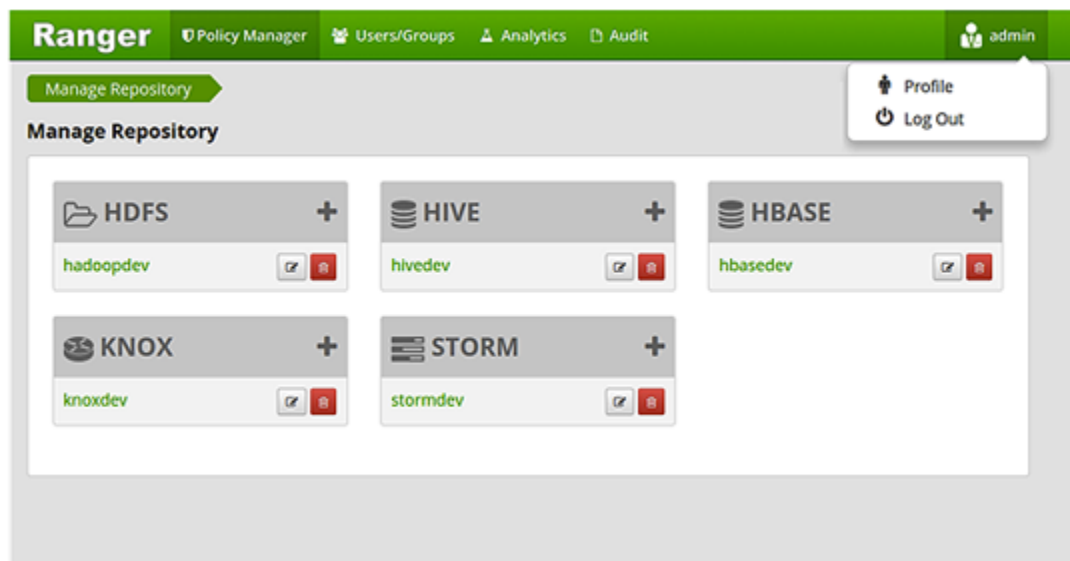 Ranger Policy Manager Users/Groups Analytics Audit admin
Profile
Log Out
Manage Repository
Manage Repository
HDFS HIVE HBASE
hadoopdev hivedev hbasedev
KNOX STORM
knoxdev stormdev